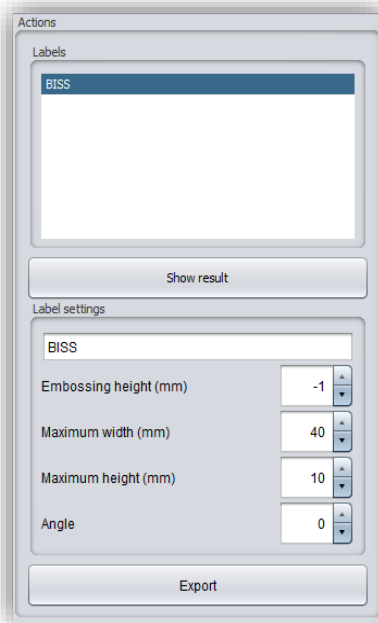 Actions
Labels
BISS
Show result
Label settings
BISS
Embossing height (mm) -1
Maximum width (mm) 40
Maximum height (mm) 10
Angle 0
Export